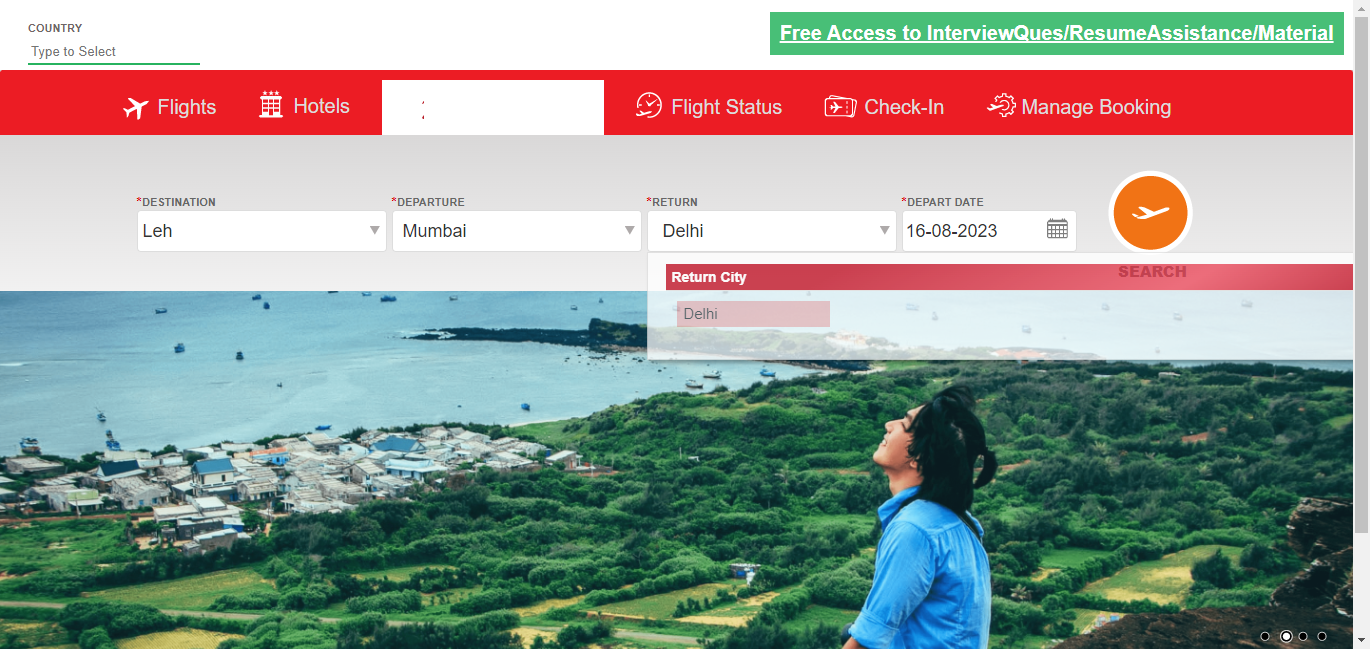 COUNTRY
Type to Select
Free Access to InterviewQues/ResumeAssistance/Material
Flights
Hotels
Flight Status
Check-In
Manage Booking
*DESTINATION
*DEPARTURE
*RETURN
*DEPART DATE
Leh
Mumbai
Delhi
16-08-2023
SEARCH
Return City
Delhi